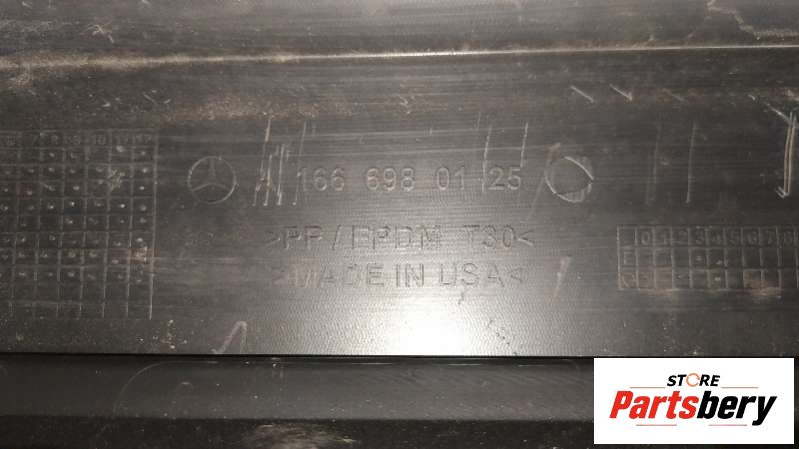 166 698 01 25
>PP/EPDM T30<
>MADE IN USA<
STORE
Partsbery